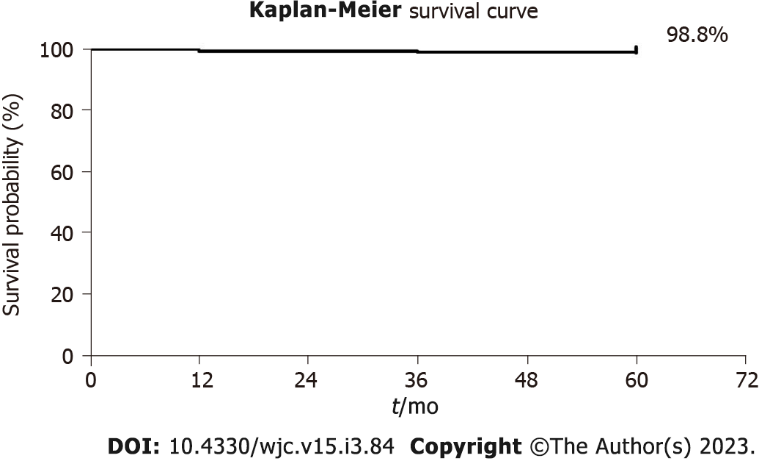 Kaplan-Meier survival curve
98.8%
Survival probability (%)
100
80
60
40
20
0
0 12 24 36 48 60 72
t/mo
DOI: 10.4330/wjc.v15.i3.84 Copyright ©The Author(s) 2023.